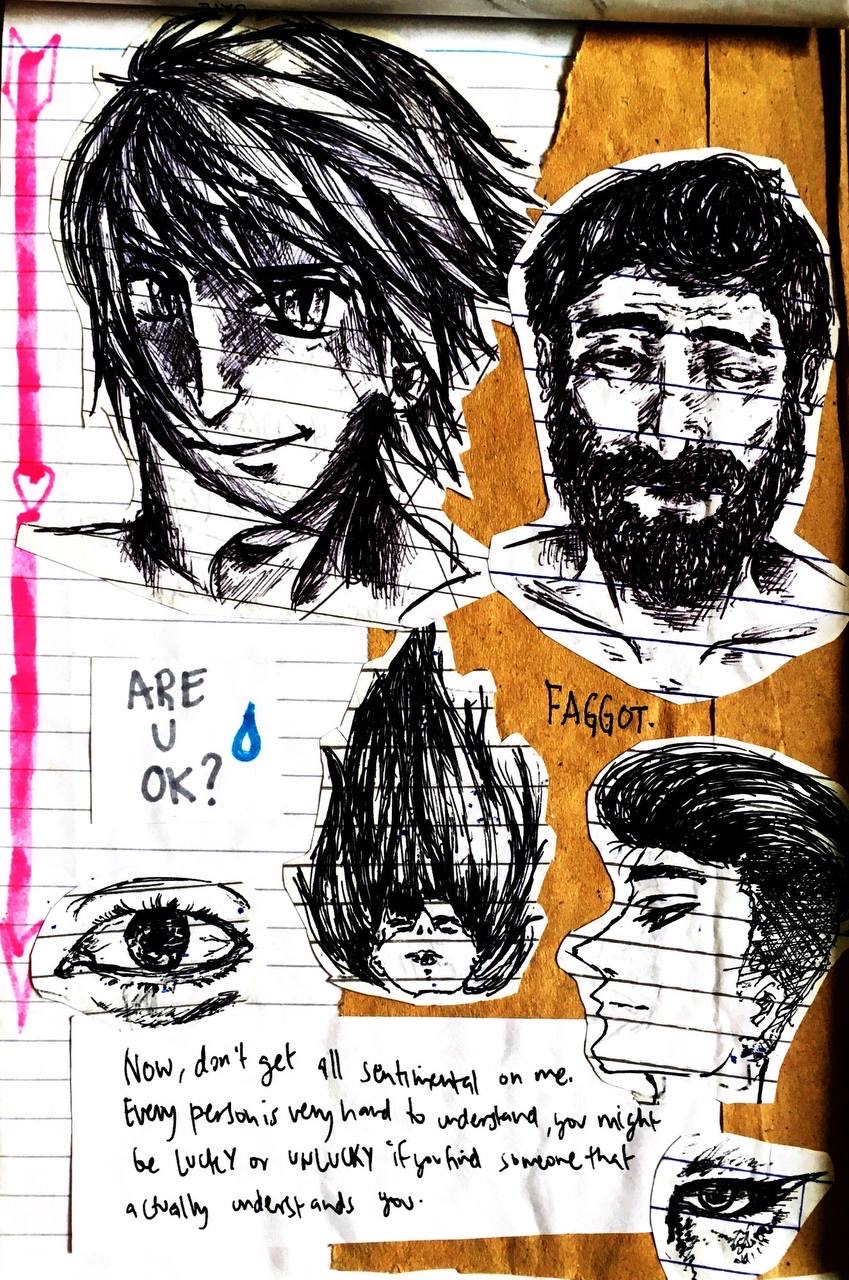 ARE
U
OK?
FAGGOT.
Now, don't get all sentimental on me.
Every person is very hard to understand, you might
be LUCKY or UNLUCKY if you find someone that
actually understands you.